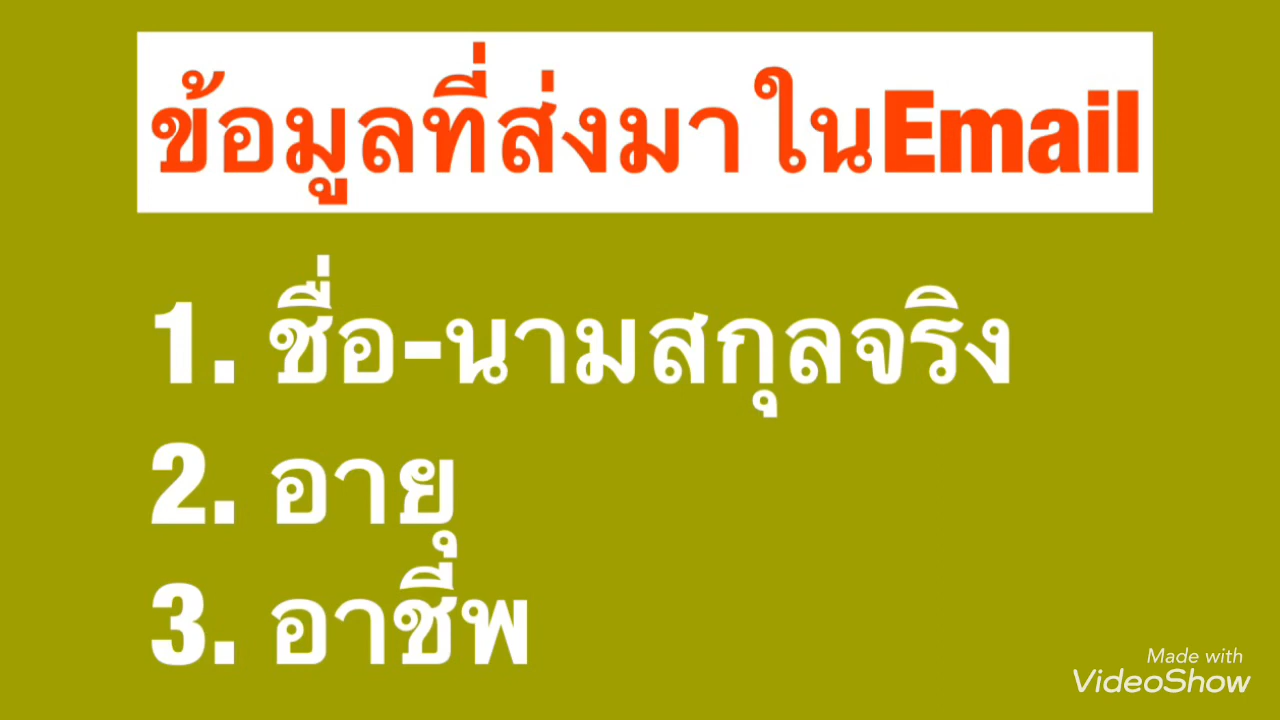 ข้อมูลที่ส่งมาในEmail
1. ชื่อ-นามสกุลจริง
2. อายุ
3. อาชีพ
Made with
VideoShow